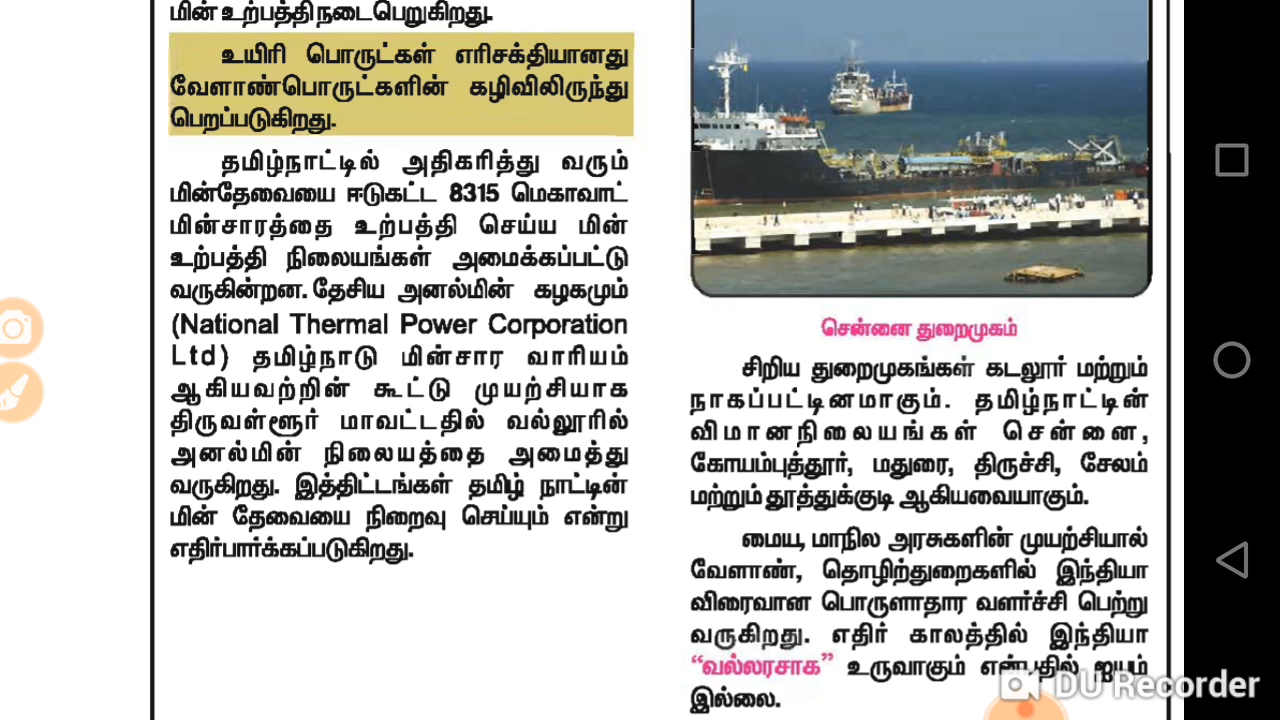 மின் உற்பத்தி நடைபெறுகிறது.
உயிரி பொருட்கள் எரிசக்தியானது
வேளாண்பொருட்களின் கழிவிலிருந்து
பெறப்படுகிறது.
தமிழ்நாட்டில் அதிகரித்து வரும்
மின்தேவையை ஈடுகட்ட 8315 மெகாவாட்
மின்சாரத்தை உற்பத்தி செய்ய மின்
உற்பத்தி நிலையங்கள் அமைக்கப்பட்டு
வருகின்றன. தேசிய அனல்மின் கழகமும்
(National Thermal Power Corporation
Ltd) தமிழ்நாடு மின்சார வாரியம்
ஆகியவற்றின் கூட்டு முயற்சியாக
திருவள்ளூர் மாவட்டதில் வல்லூரில்
அனல்மின் நிலையத்தை அமைத்து
வருகிறது. இத்திட்டங்கள் தமிழ் நாட்டின்
மின் தேவையை நிறைவு செய்யும் என்று
எதிர்பார்க்கப்படுகிறது.
சென்னை துறைமுகம்
சிறிய துறைமுகங்கள் கடலூர் மற்றும்
நாகப்பட்டினமாகும். தமிழ்நாட்டின்
விமானநிலையங்கள் சென்னை,
கோயம்புத்தூர், மதுரை, திருச்சி, சேலம்
மற்றும் தூத்துக்குடி ஆகியவையாகும்.
மைய, மாநில அரசுகளின் முயற்சியால்
வேளாண், தொழிற்துறைகளில் இந்தியா
விரைவான பொருளாதார வளர்ச்சி பெற்று
வருகிறது. எதிர் காலத்தில் இந்தியா
“வல்லரசாக” உருவாகும் என்பதில் ஐயம்
இல்லை.
DU Recorder